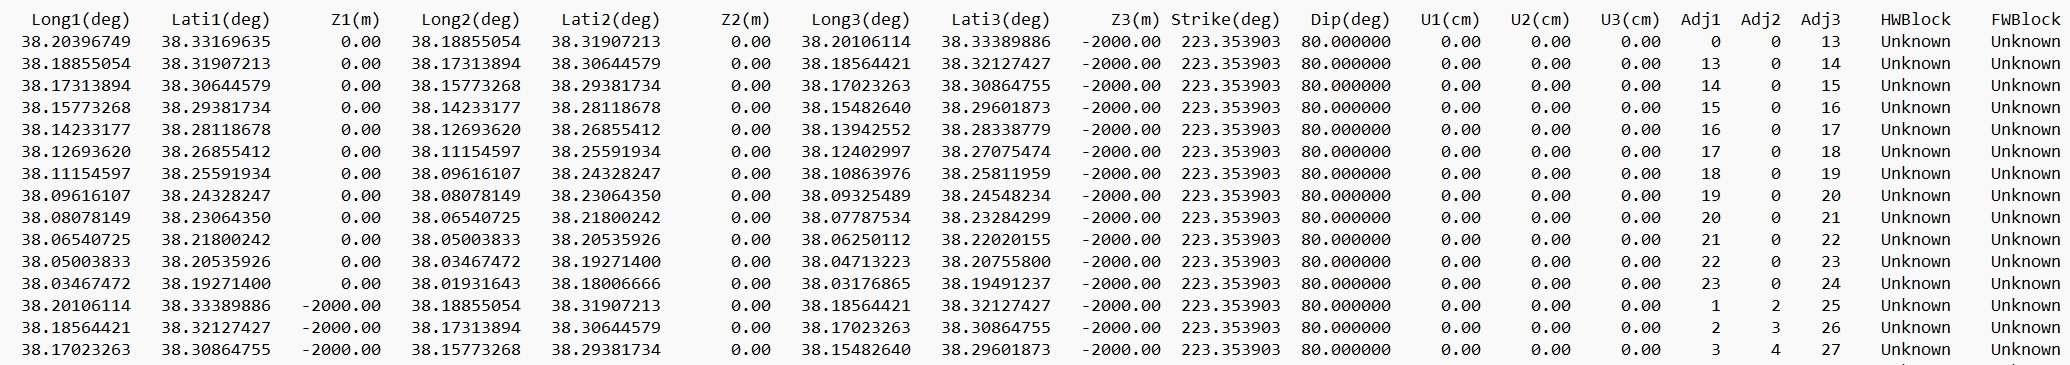 Long1(deg) Lati1(deg) Z1(m) Long2(deg) Lati2(deg) Z2(m) Long3(deg) Lati3(deg) Z3(m) Strike(deg) Dip(deg) U1(cm) U2(cm) U3(cm) Adj1 Adj2 Adj3 HWBlock FWBlock
38.20396749 38.33169635 0.00 38.18855054 38.31907213 0.00 38.20106114 38.33389886 -2000.00 223.353903 80.000000 0.00 0.00 0.00 0 0 13 Unknown Unknown
38.18855054 38.31907213 0.00 38.17313894 38.30644579 0.00 38.18564421 38.32127427 -2000.00 223.353903 80.000000 0.00 0.00 0.00 13 0 14 Unknown Unknown
38.17313894 38.30644579 0.00 38.15773268 38.29381734 0.00 38.17023263 38.30864755 -2000.00 223.353903 80.000000 0.00 0.00 0.00 14 0 15 Unknown Unknown
38.15773268 38.29381734 0.00 38.14233177 38.28118678 0.00 38.15482640 38.29601873 -2000.00 223.353903 80.000000 0.00 0.00 0.00 15 0 16 Unknown Unknown
38.14233177 38.28118678 0.00 38.12693620 38.26855412 0.00 38.13942552 38.28338779 -2000.00 223.353903 80.000000 0.00 0.00 0.00 16 0 17 Unknown Unknown
38.12693620 38.26855412 0.00 38.11154597 38.25591934 0.00 38.12402997 38.27075474 -2000.00 223.353903 80.000000 0.00 0.00 0.00 17 0 18 Unknown Unknown
38.11154597 38.25591934 0.00 38.09616107 38.24328247 0.00 38.10863976 38.25811959 -2000.00 223.353903 80.000000 0.00 0.00 0.00 18 0 19 Unknown Unknown
38.09616107 38.24328247 0.00 38.08078149 38.23064350 0.00 38.09325489 38.24548234 -2000.00 223.353903 80.000000 0.00 0.00 0.00 19 0 20 Unknown Unknown
38.08078149 38.23064350 0.00 38.06540725 38.21800242 0.00 38.07787534 38.23284299 -2000.00 223.353903 80.000000 0.00 0.00 0.00 20 0 21 Unknown Unknown
38.06540725 38.21800242 0.00 38.05003833 38.20535926 0.00 38.06250112 38.22020155 -2000.00 223.353903 80.000000 0.00 0.00 0.00 21 0 22 Unknown Unknown
38.05003833 38.20535926 0.00 38.03467472 38.19271400 0.00 38.04713223 38.20755800 -2000.00 223.353903 80.000000 0.00 0.00 0.00 22 0 23 Unknown Unknown
38.03467472 38.19271400 0.00 38.01931643 38.18006666 0.00 38.03176865 38.19491237 -2000.00 223.353903 80.000000 0.00 0.00 0.00 23 0 24 Unknown Unknown
38.20106114 38.33389886 -2000.00 38.18855054 38.31907213 0.00 38.18564421 38.32127427 -2000.00 223.353903 80.000000 0.00 0.00 0.00 1 2 25 Unknown Unknown
38.18564421 38.32127427 -2000.00 38.17313894 38.30644579 0.00 38.17023263 38.30864755 -2000.00 223.353903 80.000000 0.00 0.00 0.00 2 3 26 Unknown Unknown
38.17023263 38.30864755 -2000.00 38.15773268 38.29381734 0.00 38.15482640 38.29601873 -2000.00 223.353903 80.000000 0.00 0.00 0.00 3 4 27 Unknown Unknown